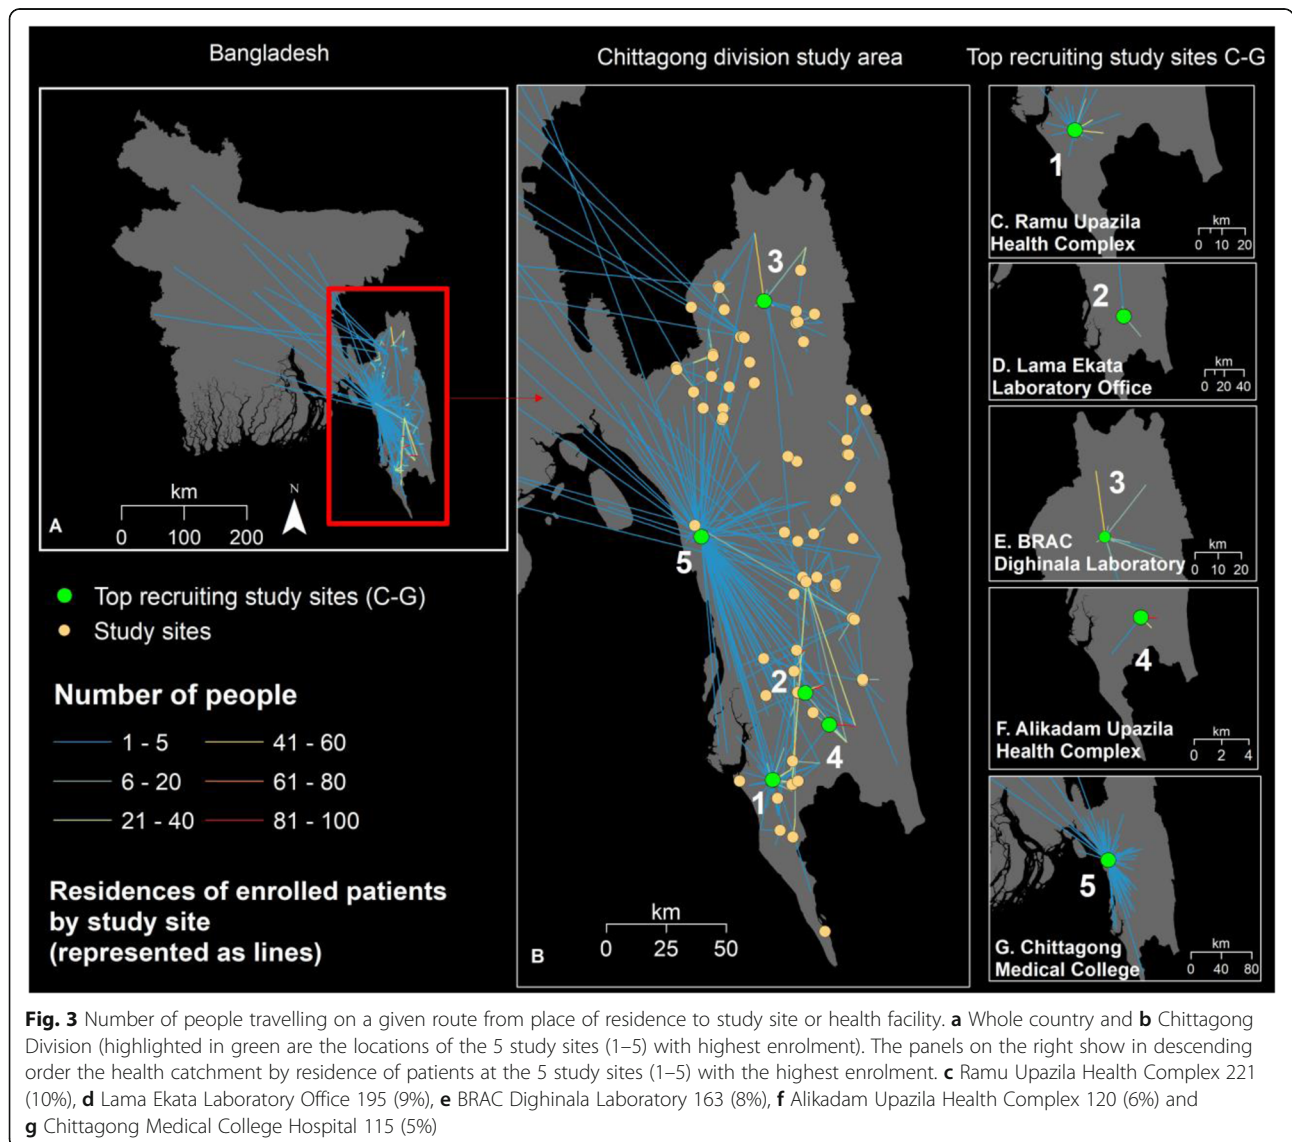 Bangladesh
Chittagong division study area
Top recruiting study sites C-G
km
0 100 200
N
A
Top recruiting study sites (C-G)
Study sites
Number of people
1 - 5
41 - 60
6 - 20
61 - 80
21 - 40
81 - 100
Residences of enrolled patients
by study site
(represented as lines)
3
5
2
4
1
km
0 25 50
B
1
C. Ramu Upazila
Health Complex
km
0 10 20
2
D. Lama Ekata
Laboratory Office
km
0 20 40
3
E. BRAC
Dighinala Laboratory
km
0 10 20
4
F. Alikadam Upazila
Health Complex
km
0 2 4
5
G. Chittagong
Medical College
km
0 40 80
Fig. 3 Number of people travelling on a given route from place of residence to study site or health facility. a Whole country and b Chittagong
Division (highlighted in green are the locations of the 5 study sites (1–5) with highest enrolment). The panels on the right show in descending
order the health catchment by residence of patients at the 5 study sites (1–5) with the highest enrolment. c Ramu Upazila Health Complex 221
(10%), d Lama Ekata Laboratory Office 195 (9%), e BRAC Dighinala Laboratory 163 (8%), f Alikadam Upazila Health Complex 120 (6%) and
g Chittagong Medical College Hospital 115 (5%)